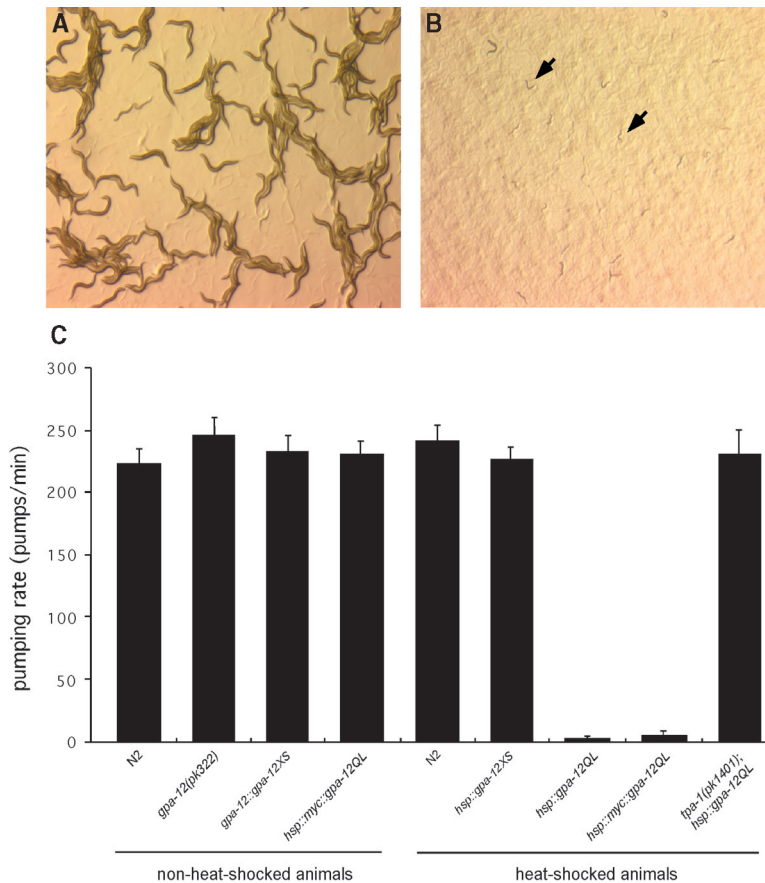 A
B
C
pumping rate (pumps/min)
300
250
200
150
100
50
0
N2
gpa-12(pk322)
gpa-12::gpa-12XS
hsp::myc::gpa-12QL
N2
hsp::gpa-12XS
hsp::gpa-12QL
hsp::myc::gpa-12QL
tpa-1(pk1401);
hsp::gpa-12QL
non-heat-shocked animals
heat-shocked animals